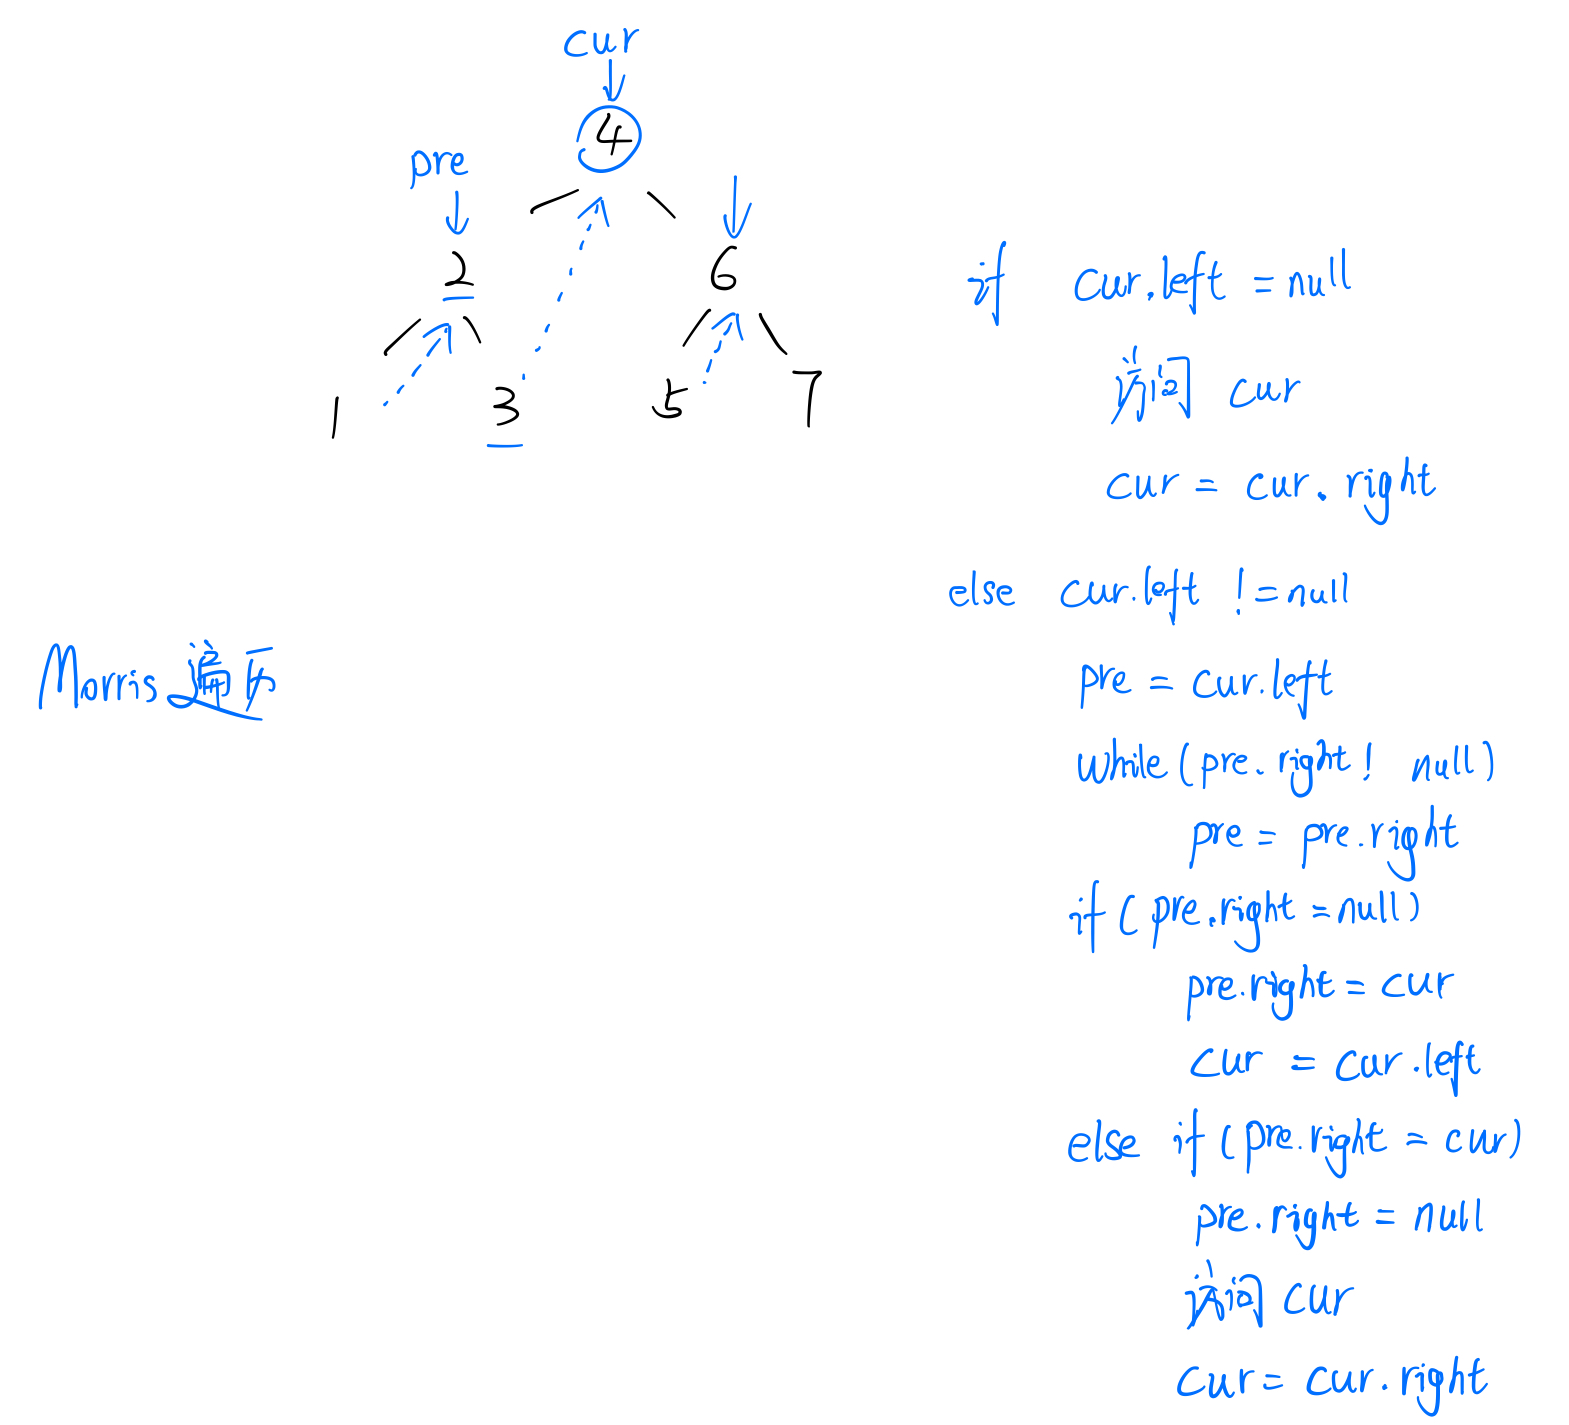 cur
4
pre
2 6
1 3 5 7
if cur.left = null
访问 cur
cur = cur.right
else cur.left != null
Morris 遍历
pre = cur.left
while (pre.right! null)
pre = pre.right
if (pre.right = null)
pre.right = cur
cur = cur.left
else if (pre.right = cur)
pre.right = null
访问 cur
cur = cur.right